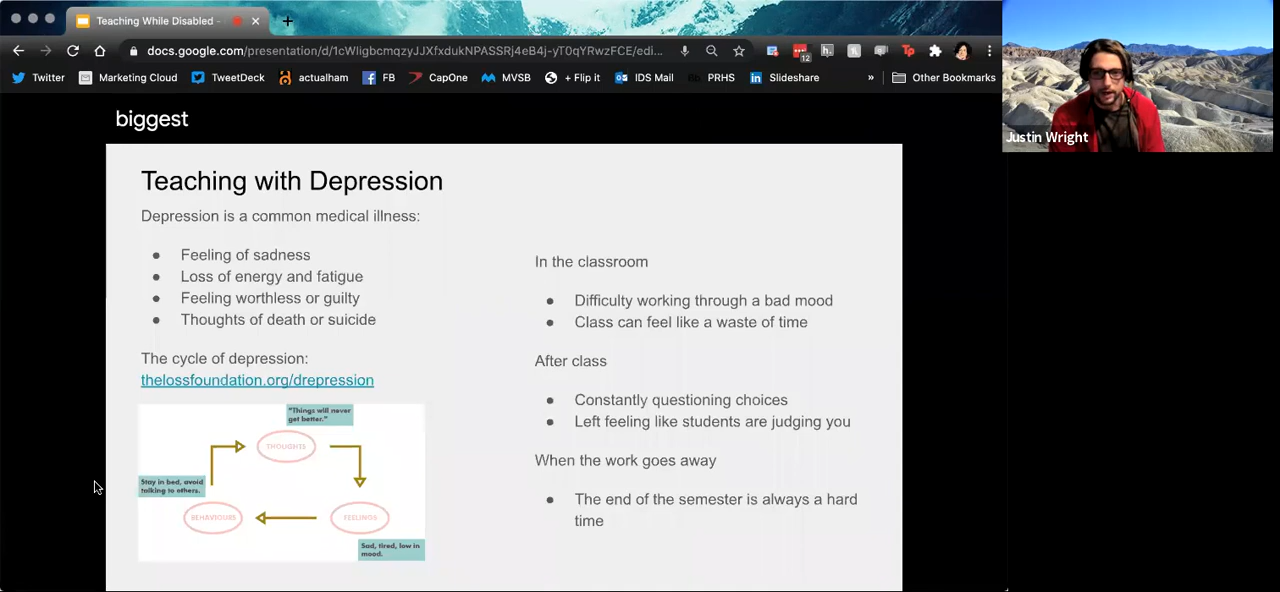 Teaching While Disabled -
docs.google.com/presentation/d/1cWIigbcmqzyJJXfxdukNPASSRj4eB4j-yT0qYRwzFCE/edi...
12
h.
Tp
Twitter
Marketing Cloud
TweetDeck
actualham
FB
CapOne
MVSB
+ Flip it
IDS Mail
PRHS
Slideshare
»
Other Bookmarks
biggest
Justin Wright
Teaching with Depression
Depression is a common medical illness:
● Feeling of sadness
● Loss of energy and fatigue
● Feeling worthless or guilty
● Thoughts of death or suicide
The cycle of depression:
thelossfoundation.org/drepression
"Things will never
get better."
THOUGHTS
Stay in bed, avoid
talking to others.
BEHAVIOURS
FEELINGS
Sad, tired, low in
mood.
In the classroom
● Difficulty working through a bad mood
● Class can feel like a waste of time
After class
● Constantly questioning choices
● Left feeling like students are judging you
When the work goes away
● The end of the semester is always a hard
time